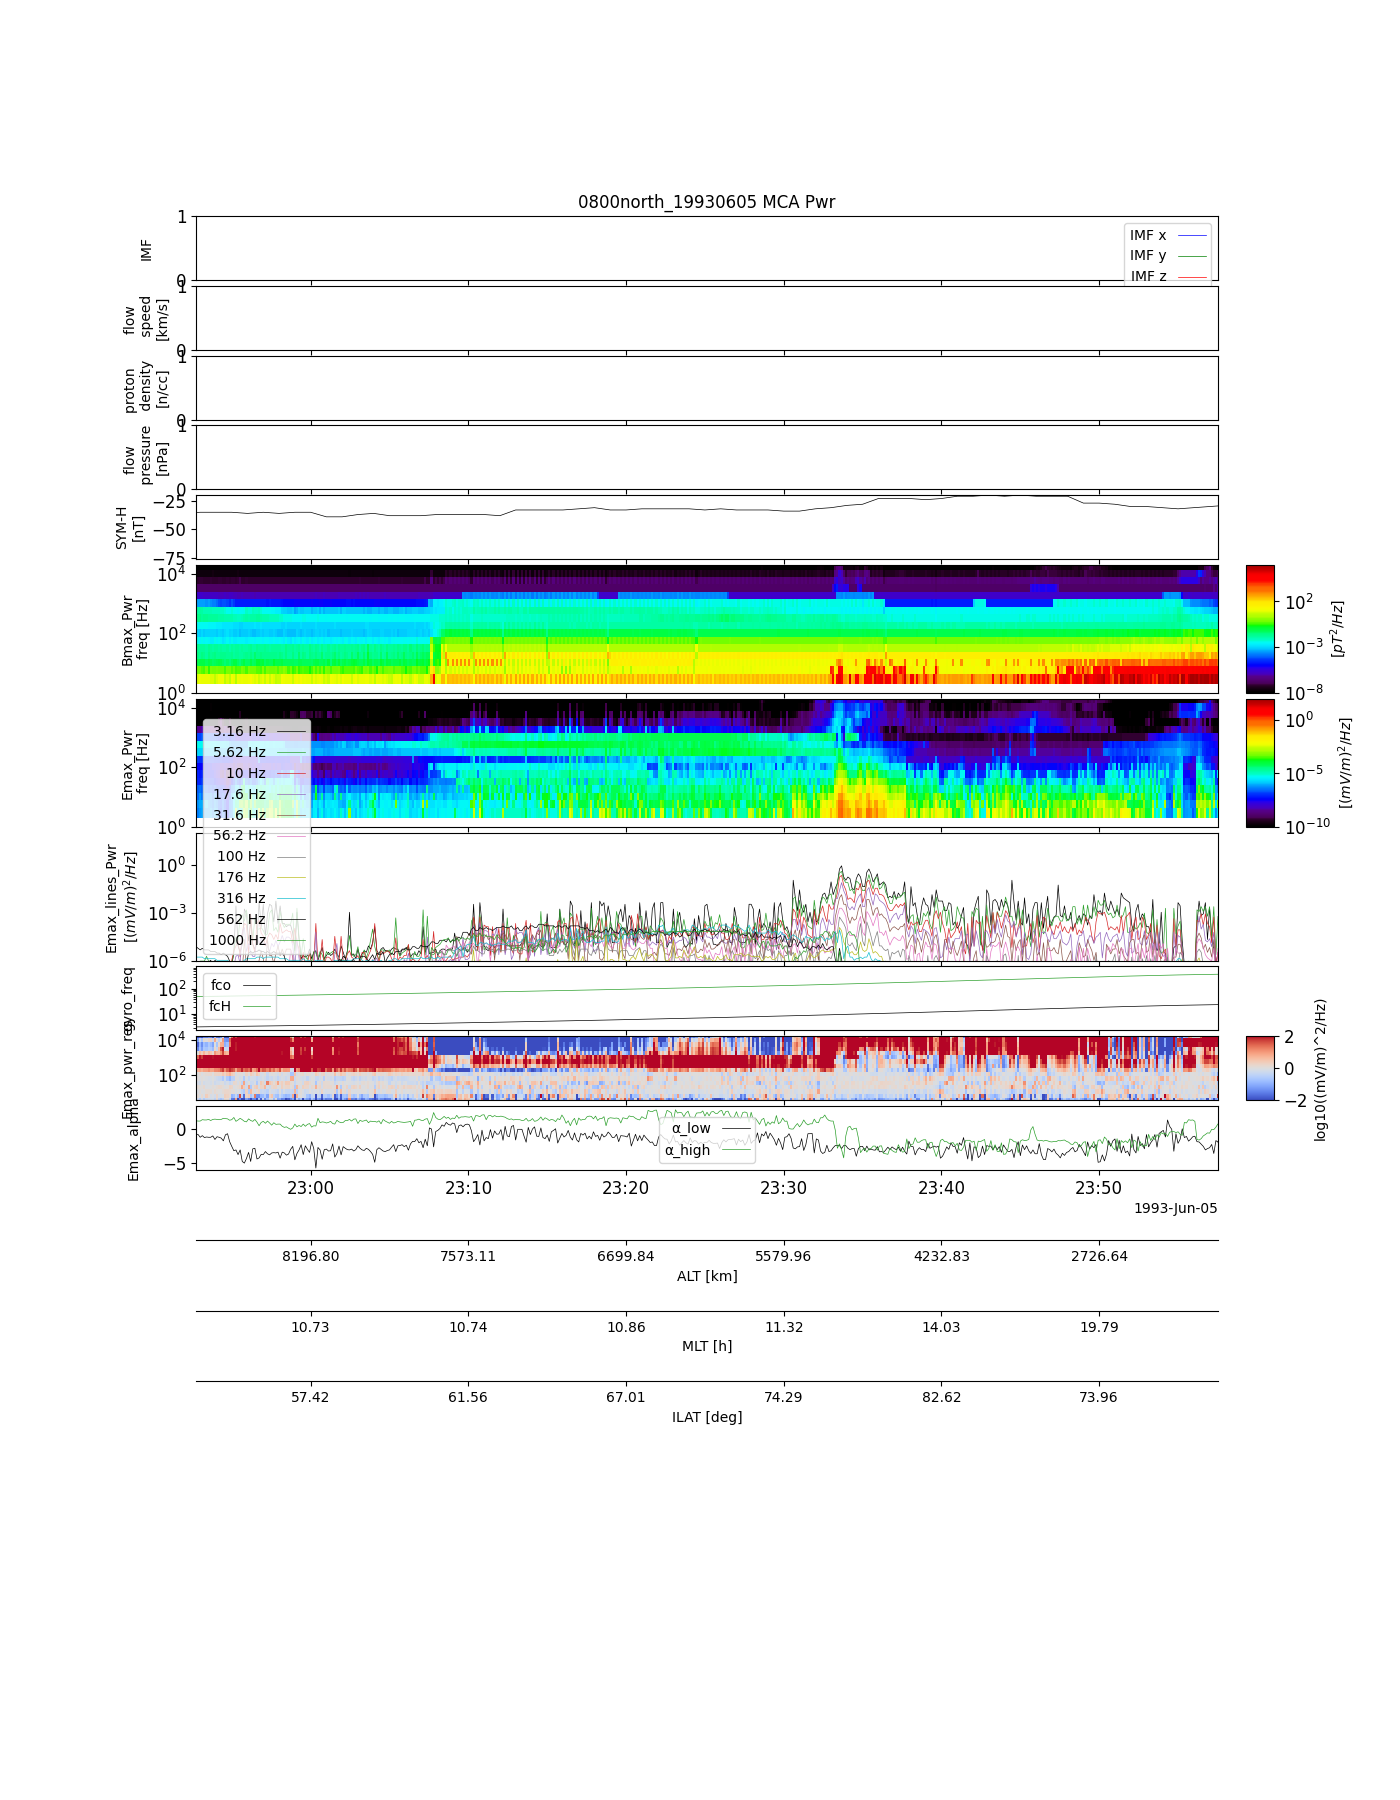 0800north_19930605 MCA Pwr
1
0
IMF
IMF x
IMF y
IMF z
1
0
flow
speed
[km/s]
1
0
proton
density
[n/cc]
1
0
flow
pressure
[nPa]
−25
−50
−75
SYM-H
[nT]
10^4
10^2
10^0
Bmax_Pwr
freq [Hz]
10^2
10^−3
10^−8
[pT^2/Hz]
10^4
10^2
10^0
Emax_Pwr
freq [Hz]
10^0
10^−5
10^−10
[(mV/m)^2/Hz]
3.16 Hz
5.62 Hz
10 Hz
17.6 Hz
31.6 Hz
56.2 Hz
100 Hz
176 Hz
316 Hz
562 Hz
1000 Hz
10^0
10^−3
10^−6
Emax_lines_Pwr
[(mV/m)^2/Hz]
10^2
10^1
gyro_freq
fco
fcH
10^4
10^2
Emax_pwr_reg
2
0
−2
log10((mV/m)^2/Hz)
0
−5
Emax_alpha
α_low
α_high
23:00 23:10 23:20 23:30 23:40 23:50
1993-Jun-05
8196.80 7573.11 6699.84 5579.96 4232.83 2726.64
ALT [km]
10.73 10.74 10.86 11.32 14.03 19.79
MLT [h]
57.42 61.56 67.01 74.29 82.62 73.96
ILAT [deg]